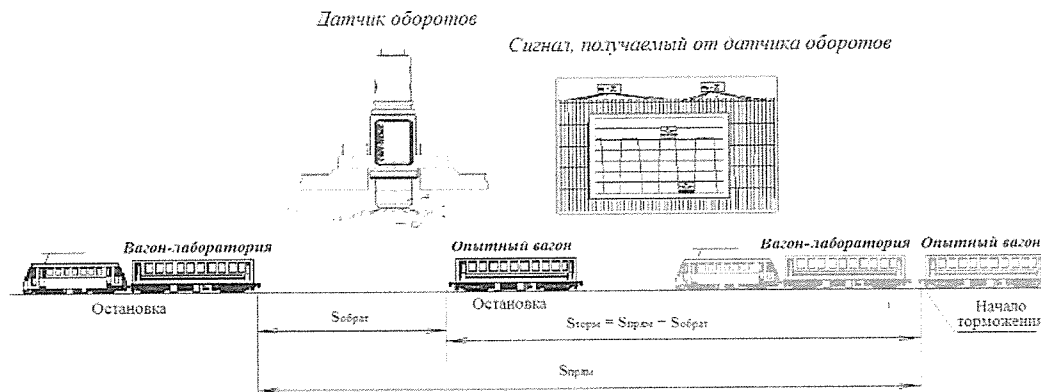 Датчик оборотов
Сигнал, получаемый от датчика оборотов
Вагон-лаборатория
Опытный вагон
Вагон-лаборатория
Опытный вагон
Остановка
Остановка
Начало
торможения
Sобрат
Sторм = Sпрям − Sобрат
Sпрям